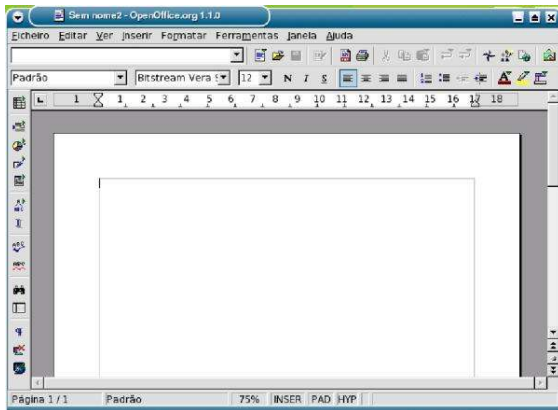 Sem nome2 - OpenOffice.org 1.1.0
Eicheiro Editar Ver Inserir Formatar Ferramentas Janela Ajuda
Padrão Bitstream Vera S 12 N I S
1 1 2 3 4 5 6 7 8 9 10 11 12 13 14 15 16 17 18
Página 1 / 1 Padrão 75% INSER PAD HYP